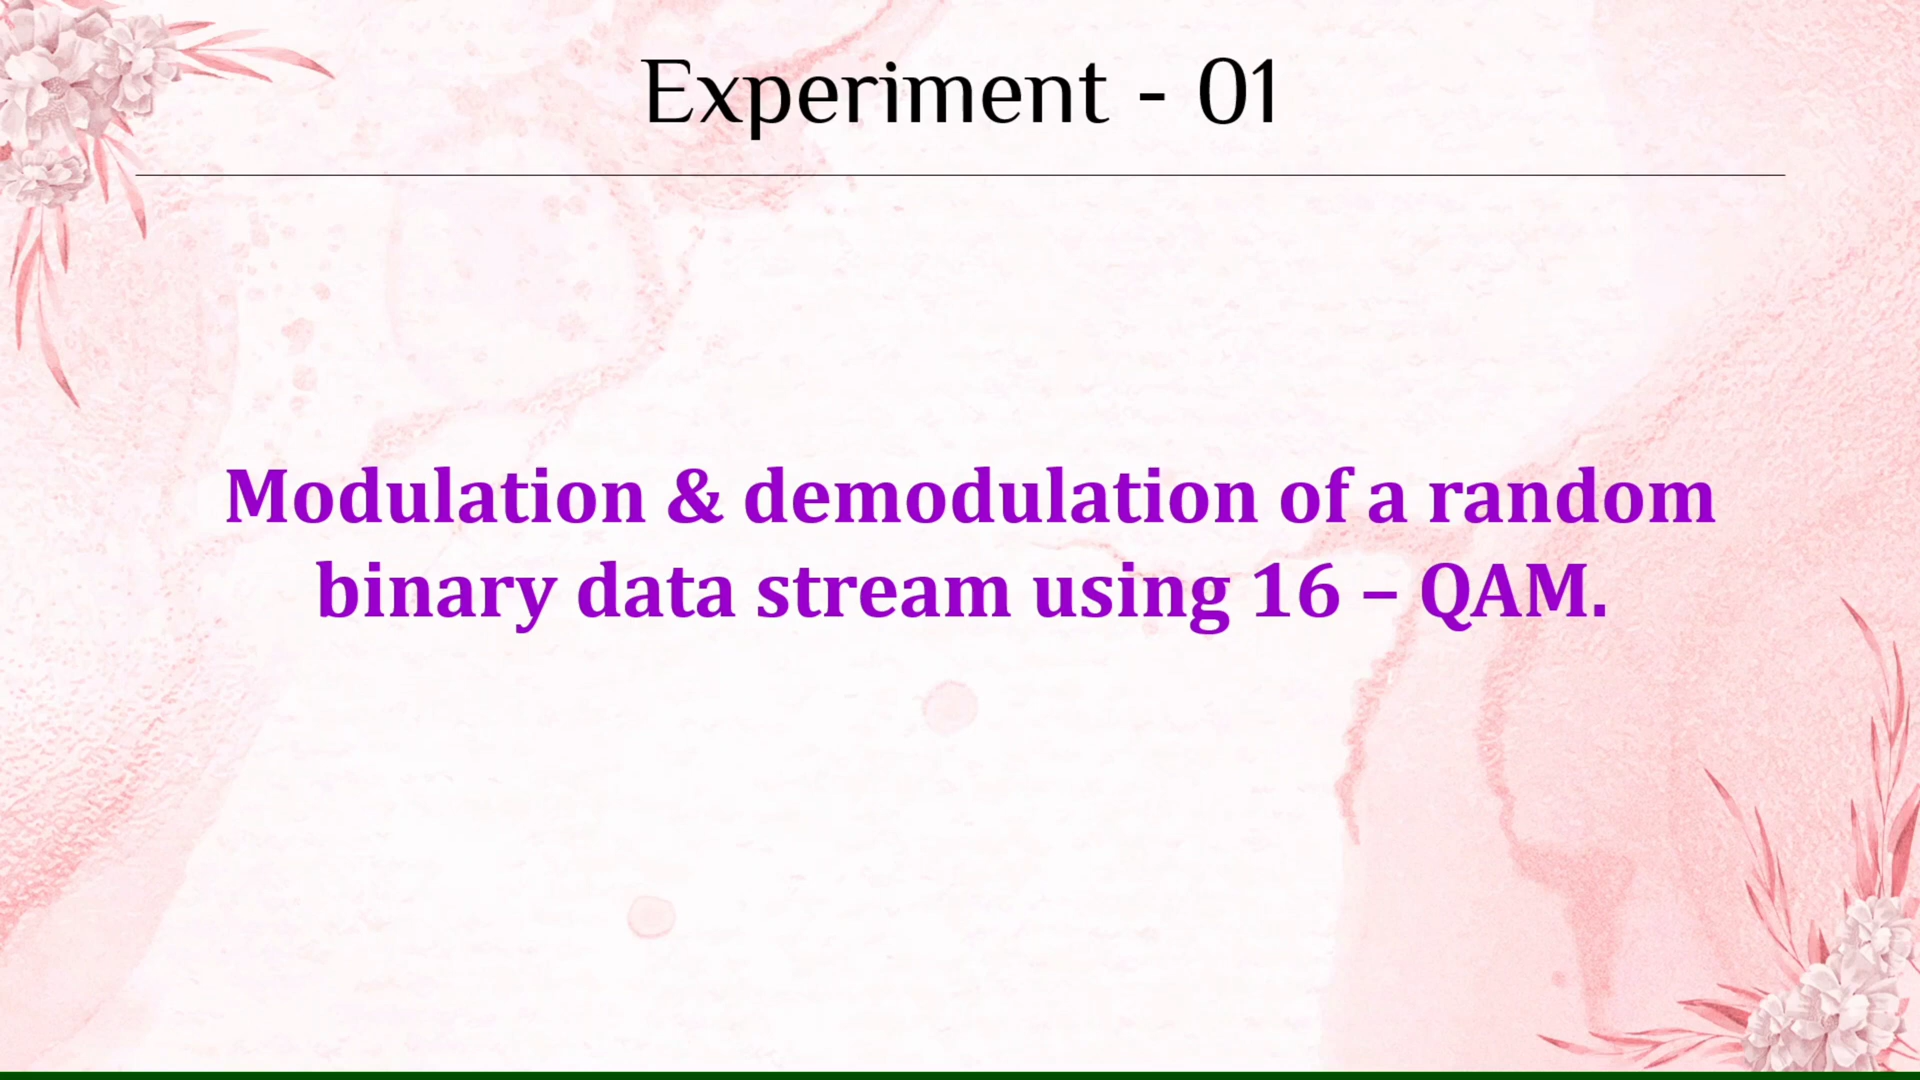 Experiment - 01
Modulation & demodulation of a random
binary data stream using 16 – QAM.